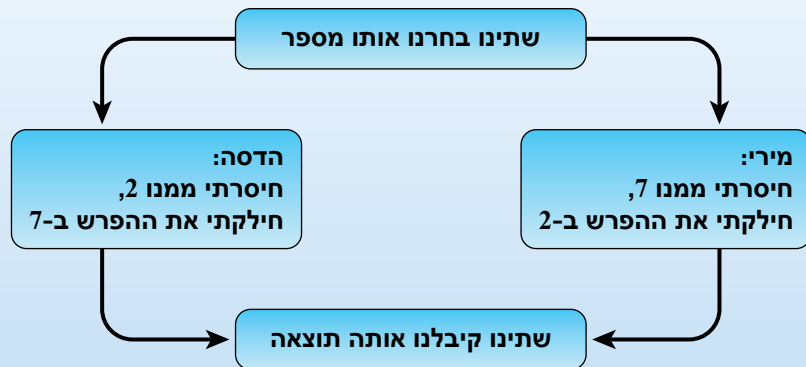 שתינו בחרנו אותו מספר
מירי:
חיסרתי ממנו 7,
חילקתי את ההפרש ב-2
הדסה:
חיסרתי ממנו 2,
חילקתי את ההפרש ב-7
שתינו קיבלנו אותה תוצאה